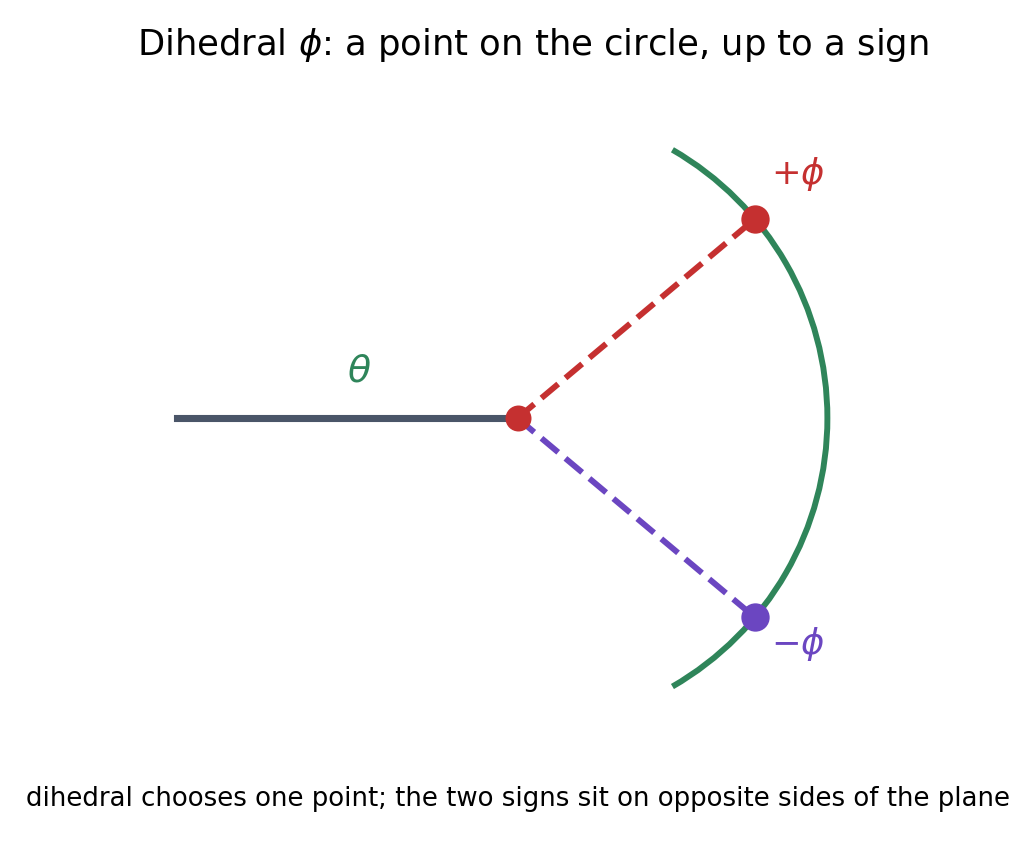 Dihedral ϕ: a point on the circle, up to a sign
+ϕ
θ
−ϕ
dihedral chooses one point; the two signs sit on opposite sides of the plane